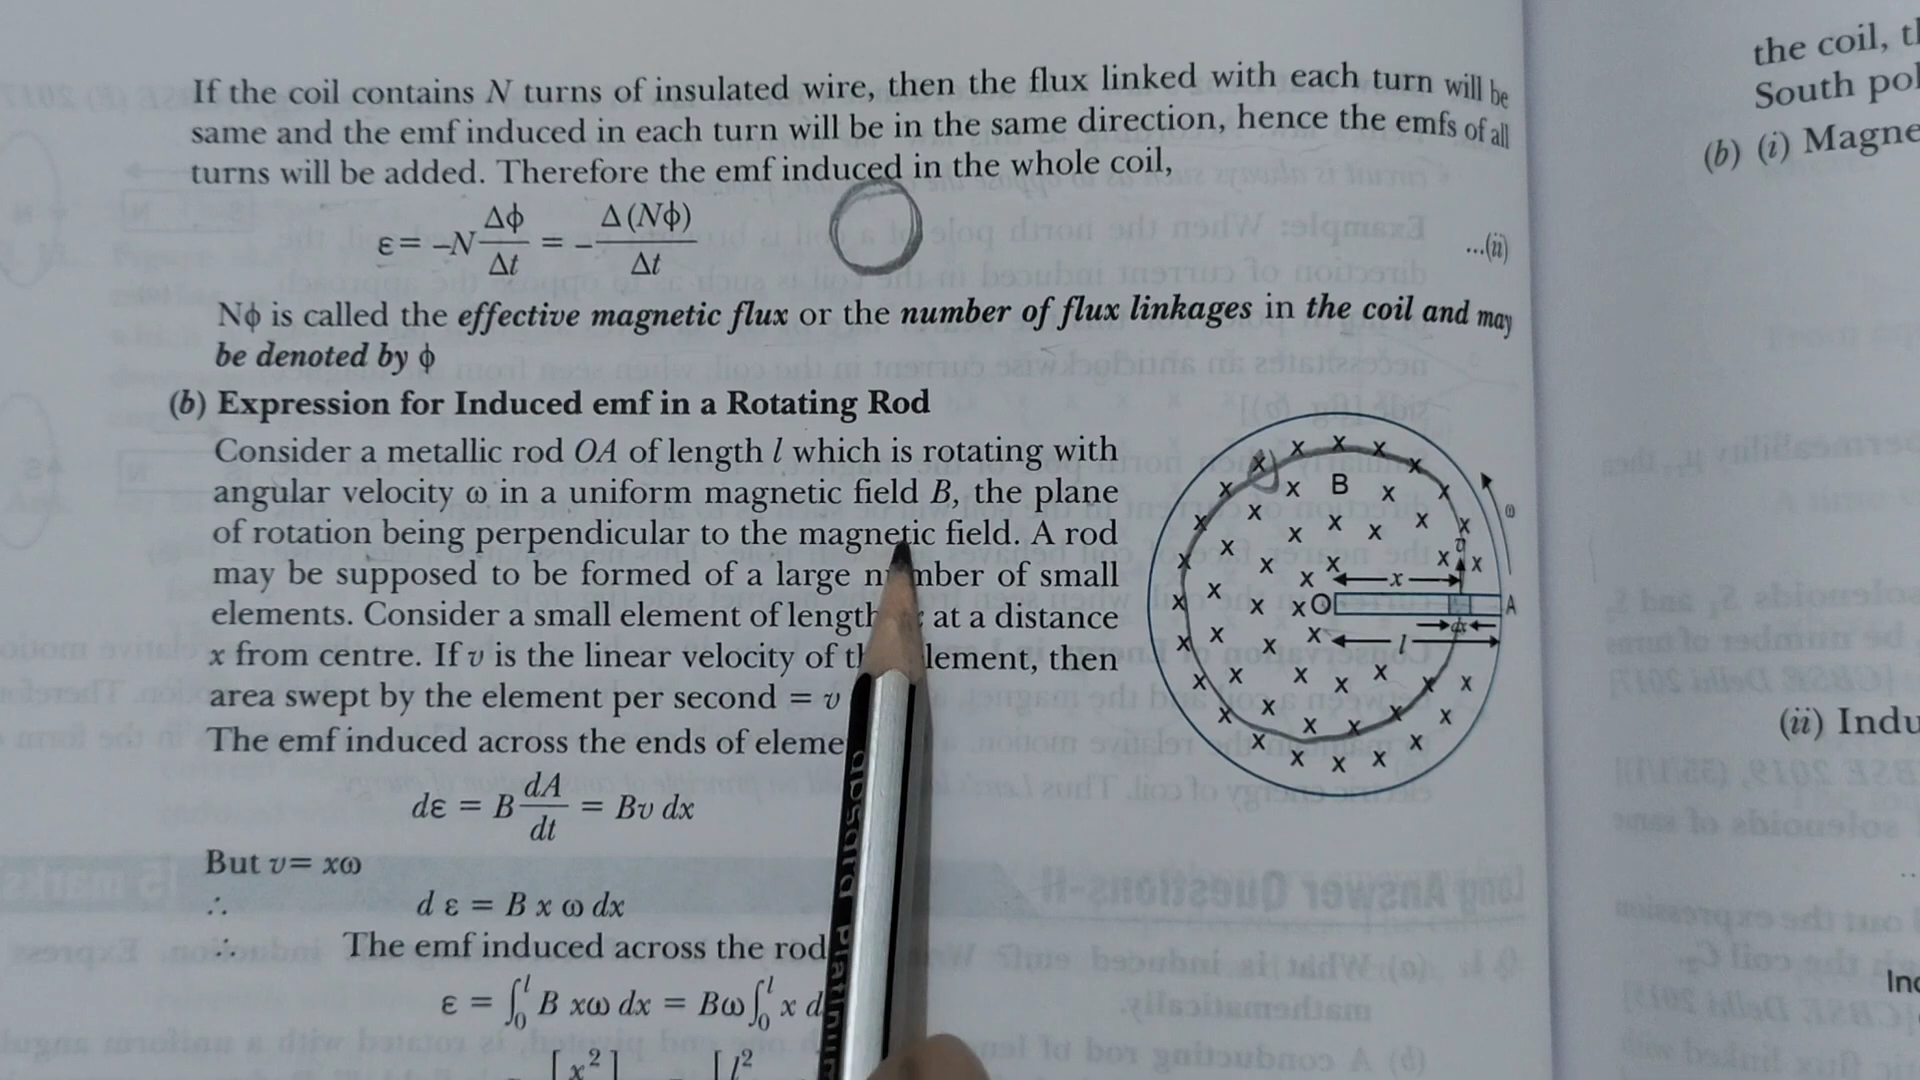 If the coil contains N turns of insulated wire, then the flux linked with each turn will be
same and the emf induced in each turn will be in the same direction, hence the emfs of all
turns will be added. Therefore the emf induced in the whole coil,
ε = –N Δϕ/Δt = – Δ(Nϕ)/Δt ...(ii)
Nϕ is called the effective magnetic flux or the number of flux linkages in the coil and may
be denoted by ϕ
(b) Expression for Induced emf in a Rotating Rod
Consider a metallic rod OA of length l which is rotating with
angular velocity ω in a uniform magnetic field B, the plane
of rotation being perpendicular to the magnetic field. A rod
may be supposed to be formed of a large number of small
elements. Consider a small element of length at a distance
x from centre. If v is the linear velocity of element, then
area swept by the element per second = v
The emf induced across the ends of
dε = B dA/dt = Bv dx
But v = xω
∴ d ε = B x ω dx
∴ The emf induced across the rod
ε = ∫₀ˡ B xω dx = Bω ∫₀ˡ x d
[x²] [l²
B
ω
v
x
O
A
dx
l
the coil,
South
(b) (i)
(ii)